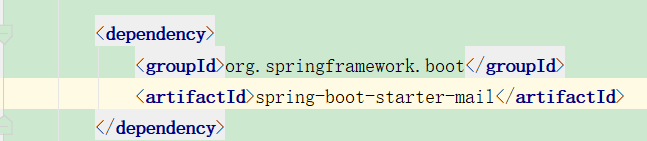 <dependency>
<groupId>org.springframework.boot</groupId>
<artifactId>spring-boot-starter-mail</artifactId>
</dependency>